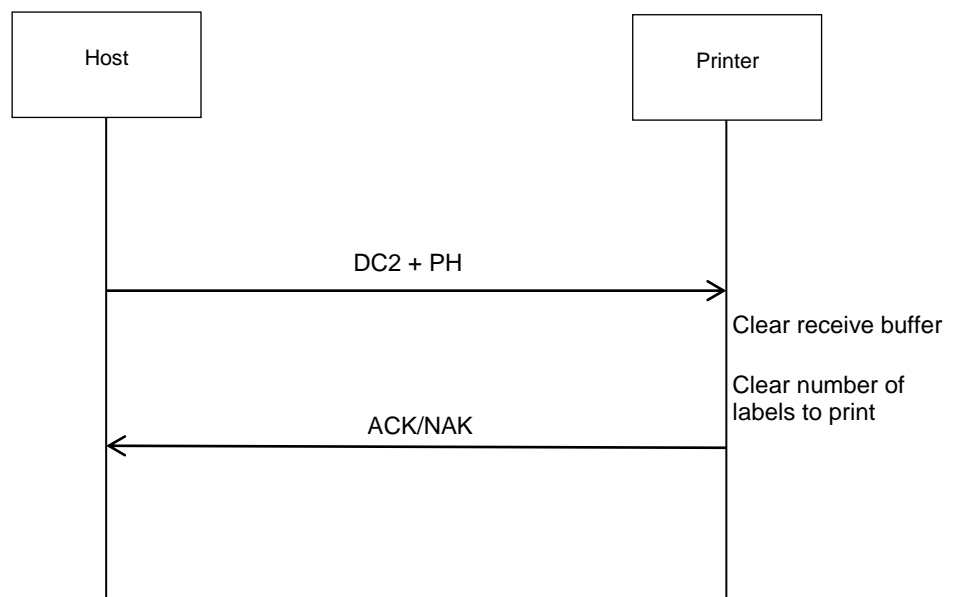 Host
Printer
DC2 + PH
Clear receive buffer
Clear number of
labels to print
ACK/NAK